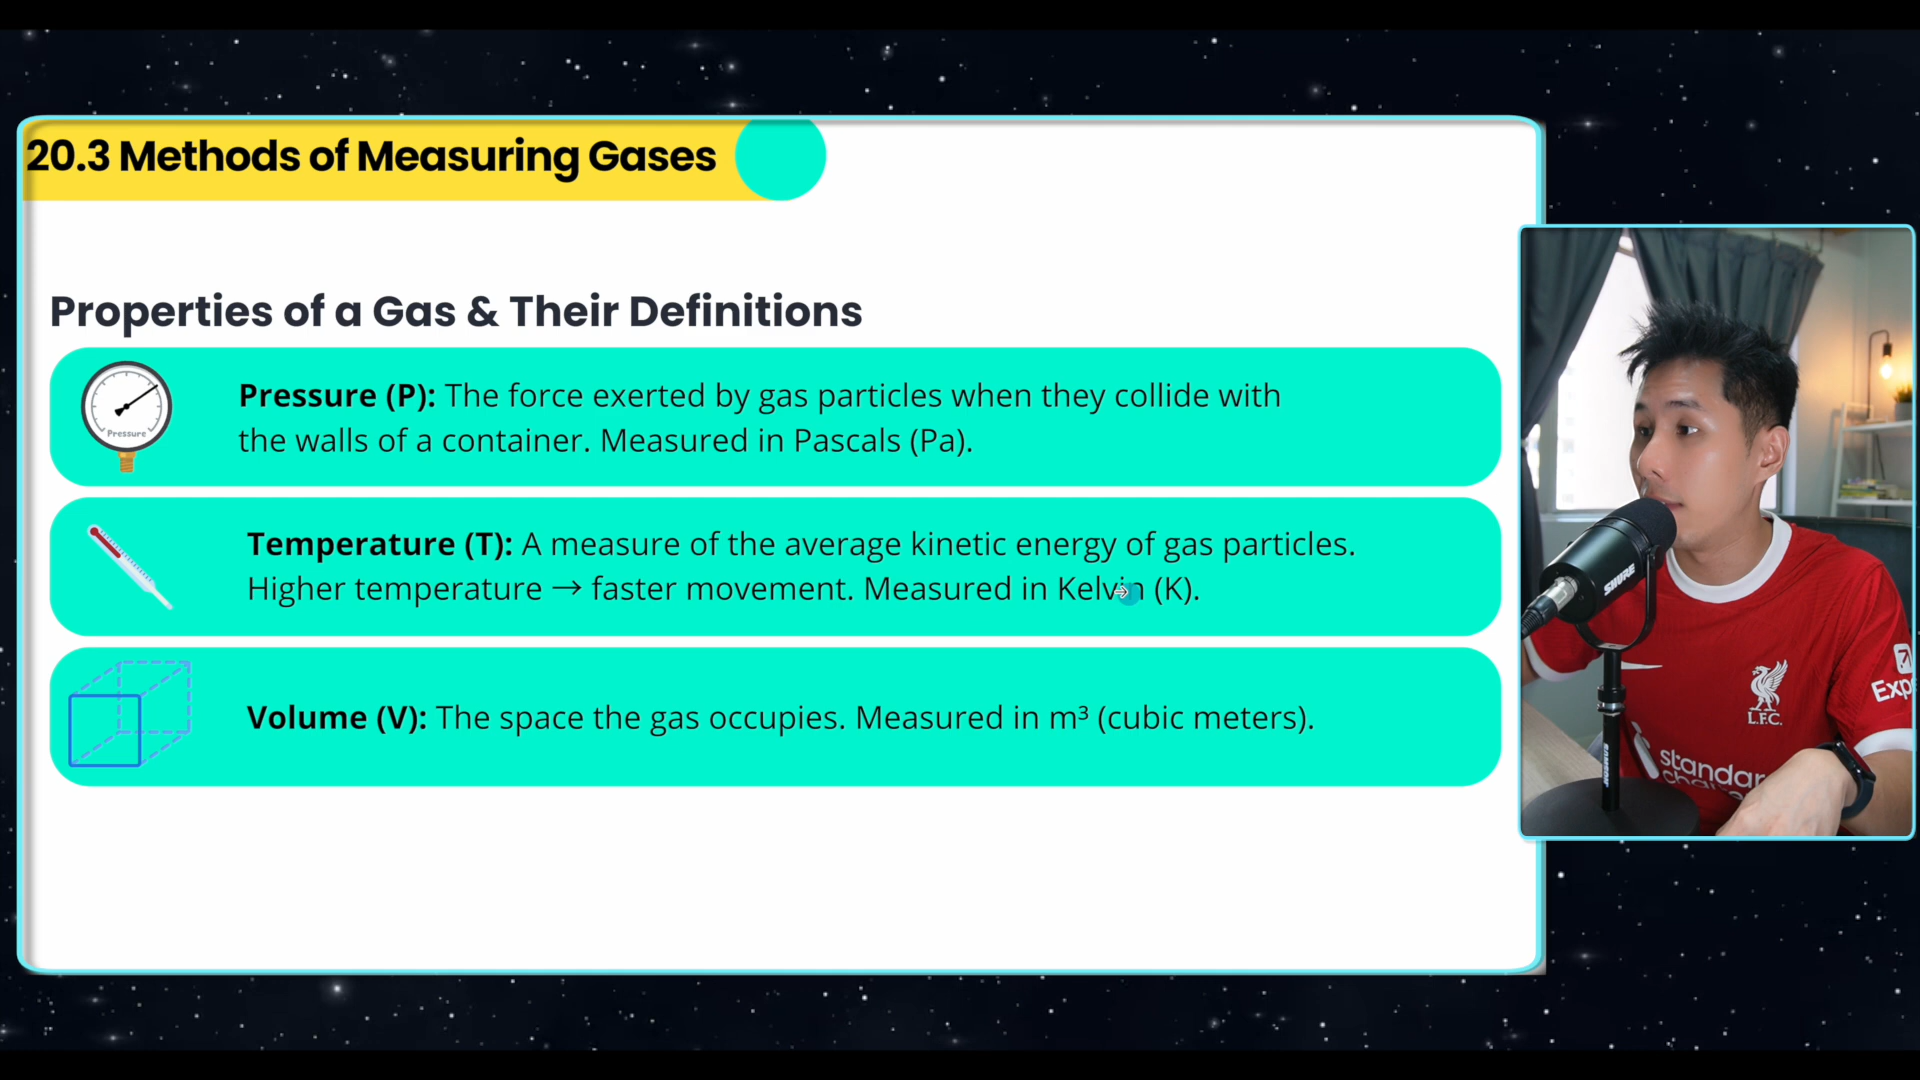 20.3 Methods of Measuring Gases
Properties of a Gas & Their Definitions
Pressure
Pressure (P): The force exerted by gas particles when they collide with
the walls of a container. Measured in Pascals (Pa).
Temperature (T): A measure of the average kinetic energy of gas particles.
Higher temperature → faster movement. Measured in Kelvin (K).
Volume (V): The space the gas occupies. Measured in m³ (cubic meters).
SHURE
SAMSON
L.F.C.
Exp
standar